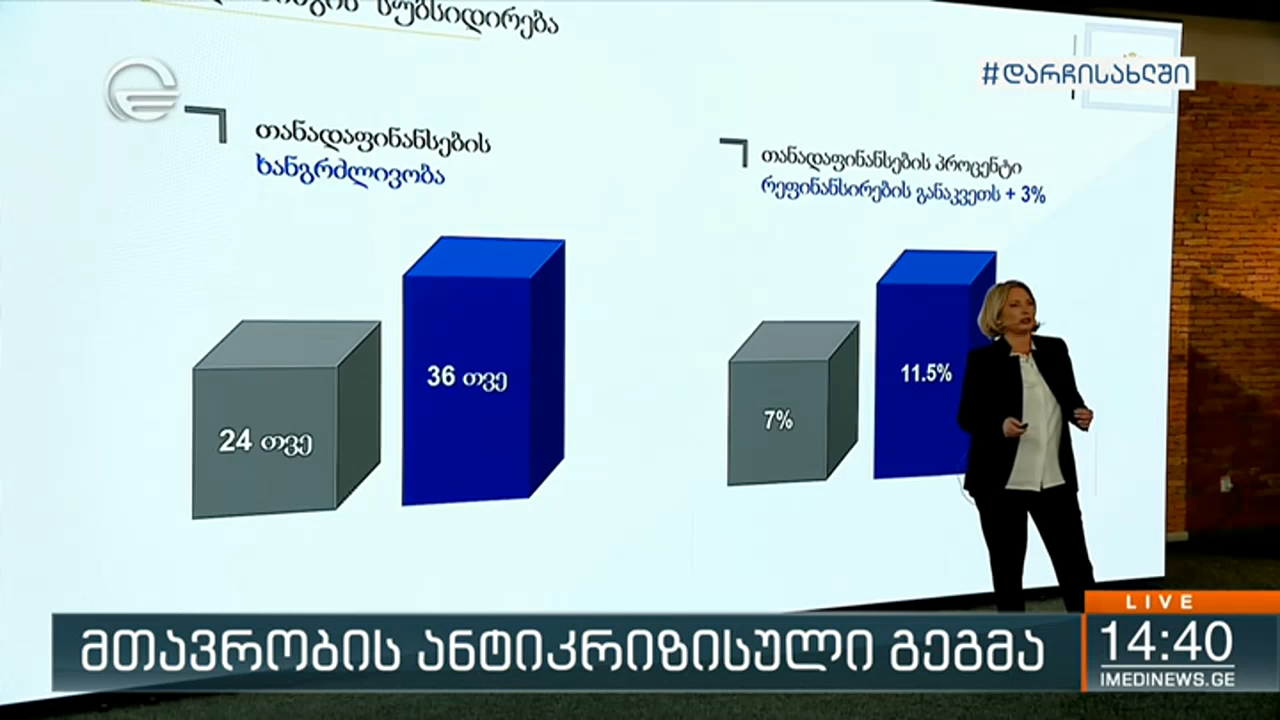 სუბსიდირება
#ᲓᲐᲠᲩᲘᲡᲐᲮᲚᲨᲘ
თანადაფინანსების
ხანგრძლივობა
თანადაფინანსების პროცენტი
რეფინანსირების განაკვეთს + 3%
24 თვე
36 თვე
7%
11.5%
ᲛᲗᲐᲕᲠᲝᲑᲘᲡ ᲐᲜᲢᲘᲙᲠᲘᲖᲘᲡᲣᲚᲘ ᲒᲔᲒᲛᲐ
LIVE
14:40
IMEDINEWS.GE